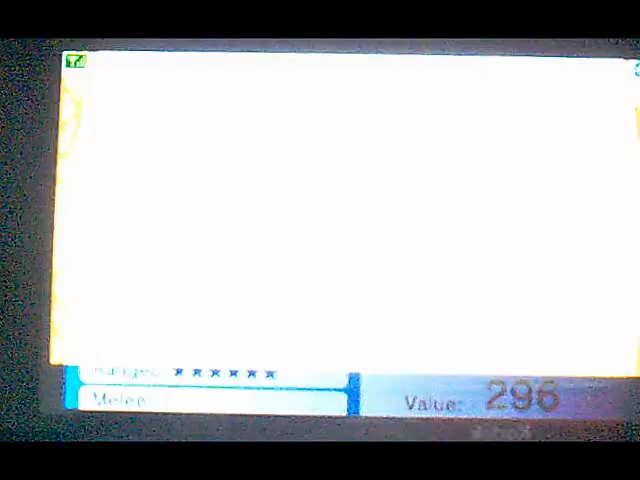 Ranged ★★★★★★
Melee
Value: 296